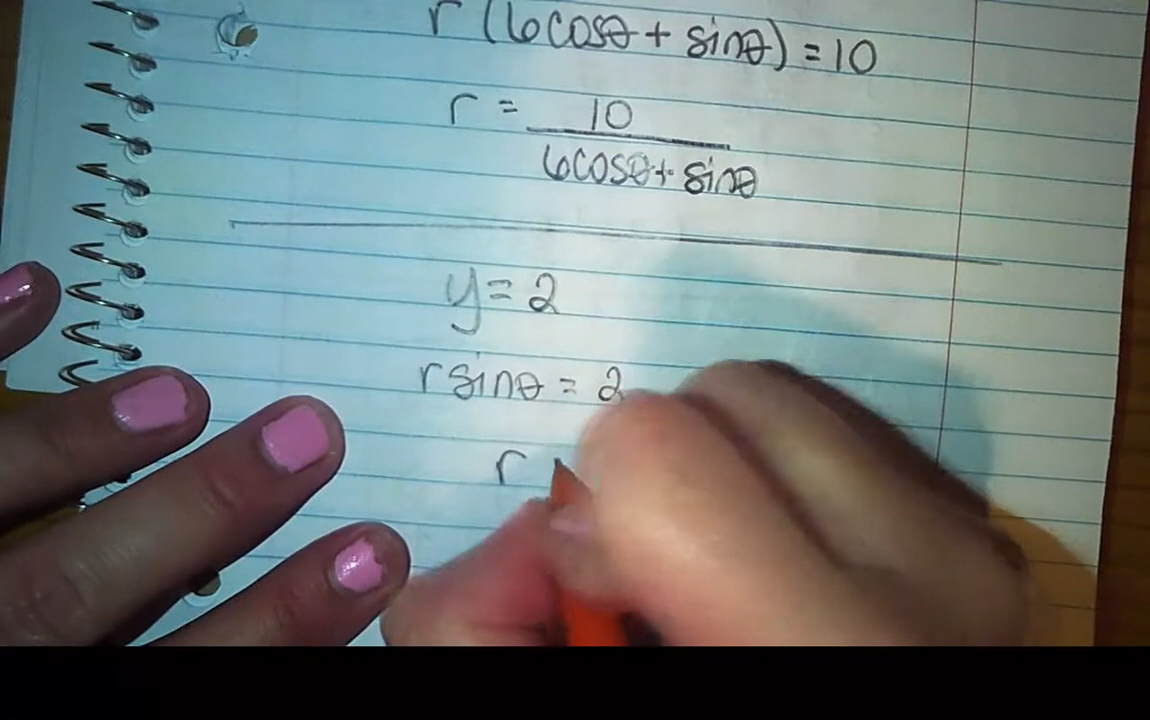 r (6cosθ + sinθ) = 10
r = 10
6cosθ + sinθ
y = 2
r sinθ = 2
r